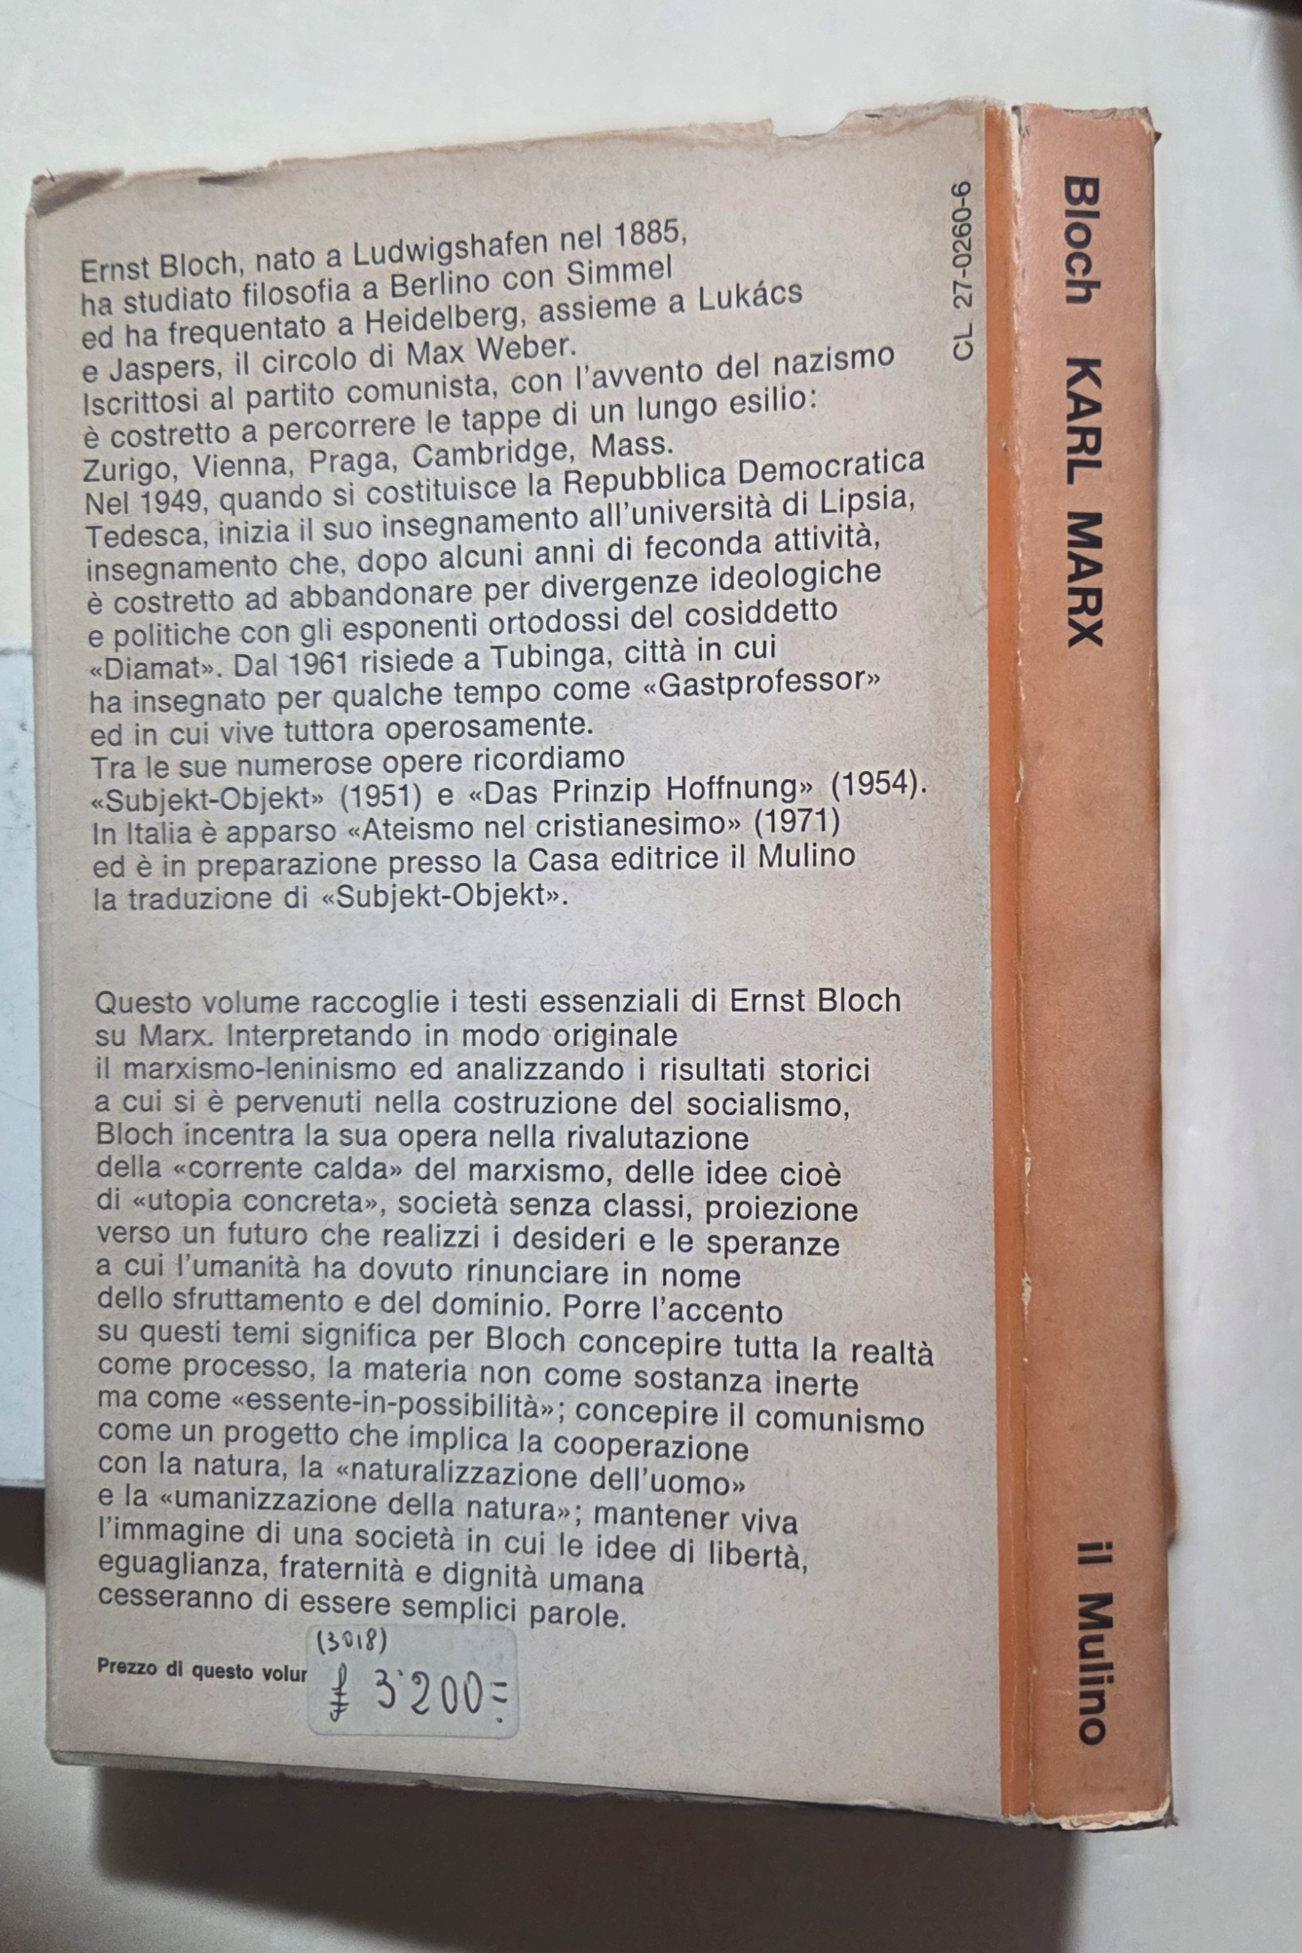 Ernst Bloch, nato a Ludwigshafen nel 1885,
ha studiato filosofia a Berlino con Simmel
ed ha frequentato a Heidelberg, assieme a Lukács
e Jaspers, il circolo di Max Weber.
Iscrittosi al partito comunista, con l'avvento del nazismo
è costretto a percorrere le tappe di un lungo esilio:
Zurigo, Vienna, Praga, Cambridge, Mass.
Nel 1949, quando si costituisce la Repubblica Democratica
Tedesca, inizia il suo insegnamento all'università di Lipsia,
insegnamento che, dopo alcuni anni di feconda attività,
è costretto ad abbandonare per divergenze ideologiche
e politiche con gli esponenti ortodossi del cosiddetto
«Diamat». Dal 1961 risiede a Tubinga, città in cui
ha insegnato per qualche tempo come «Gastprofessor»
ed in cui vive tuttora operosamente.
Tra le sue numerose opere ricordiamo
«Subjekt-Objekt» (1951) e «Das Prinzip Hoffnung» (1954).
In Italia è apparso «Ateismo nel cristianesimo» (1971)
ed è in preparazione presso la Casa editrice il Mulino
la traduzione di «Subjekt-Objekt».
Questo volume raccoglie i testi essenziali di Ernst Bloch
su Marx. Interpretando in modo originale
il marxismo-leninismo ed analizzando i risultati storici
a cui si è pervenuti nella costruzione del socialismo,
Bloch incentra la sua opera nella rivalutazione
della «corrente calda» del marxismo, delle idee cioè
di «utopia concreta», società senza classi, proiezione
verso un futuro che realizzi i desideri e le speranze
a cui l'umanità ha dovuto rinunciare in nome
dello sfruttamento e del dominio. Porre l'accento
su questi temi significa per Bloch concepire tutta la realtà
come processo, la materia non come sostanza inerte
ma come «essente-in-possibilità»; concepire il comunismo
come un progetto che implica la cooperazione
con la natura, la «naturalizzazione dell'uomo»
e la «umanizzazione della natura»; mantener viva
l'immagine di una società in cui le idee di libertà,
eguaglianza, fraternità e dignità umana
cesseranno di essere semplici parole.
Prezzo di questo volur
(3018)
₤ 3'200=
CL 27-0260-6
Bloch KARL MARX il Mulino